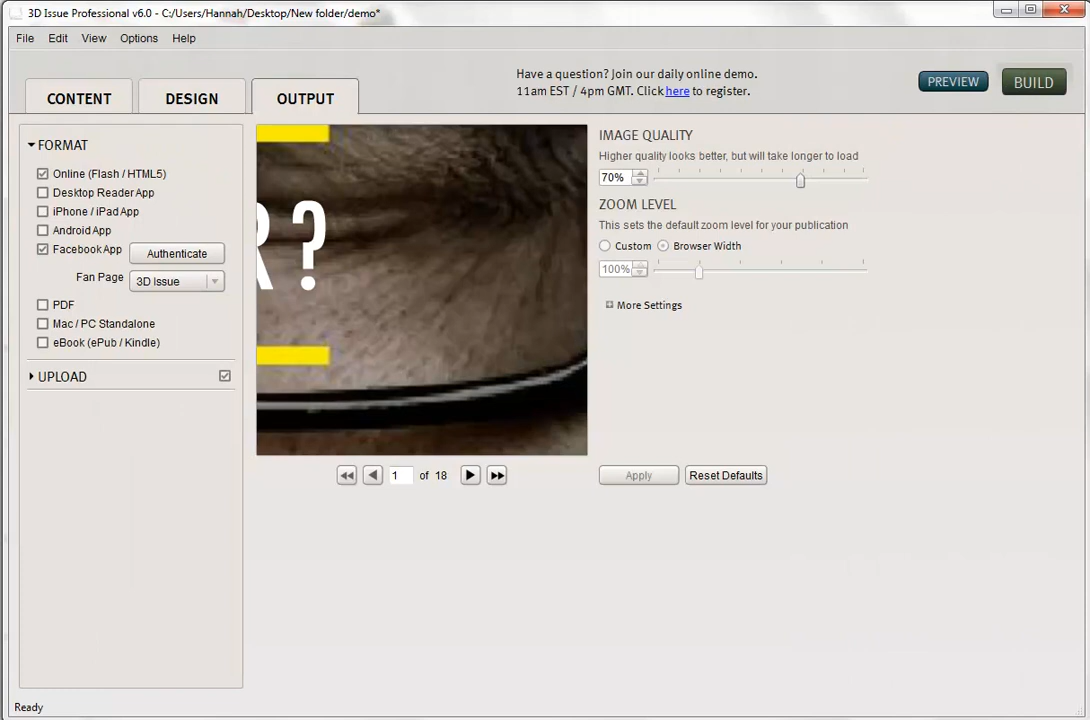 3D Issue Professional v6.0 - C:/Users/Hannah/Desktop/New folder/demo*
File Edit View Options Help
CONTENT DESIGN OUTPUT
Have a question? Join our daily online demo.
11am EST / 4pm GMT. Click here to register.
PREVIEW BUILD
FORMAT
Online (Flash / HTML5)
Desktop Reader App
iPhone / iPad App
Android App
Facebook App Authenticate
Fan Page 3D Issue
PDF
Mac / PC Standalone
eBook (ePub / Kindle)
UPLOAD
R?
1 of 18
IMAGE QUALITY
Higher quality looks better, but will take longer to load
70%
ZOOM LEVEL
This sets the default zoom level for your publication
Custom Browser Width
100%
More Settings
Apply Reset Defaults
Ready